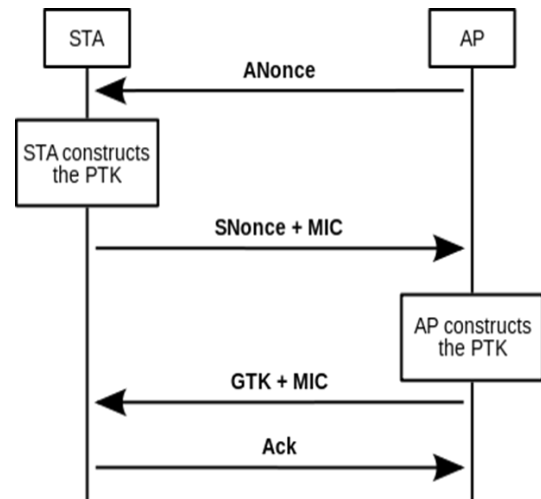 STA
AP
ANonce
STA constructs
the PTK
SNonce + MIC
AP constructs
the PTK
GTK + MIC
Ack